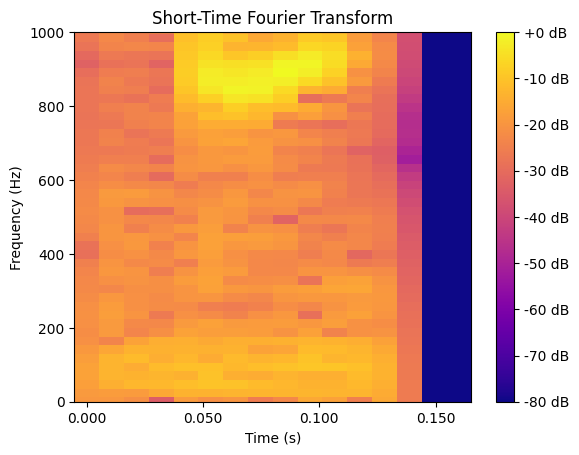 Short-Time Fourier Transform
1000
800
600
400
200
0
Frequency (Hz)
0.000
0.050
0.100
0.150
Time (s)
+0 dB
-10 dB
-20 dB
-30 dB
-40 dB
-50 dB
-60 dB
-70 dB
-80 dB